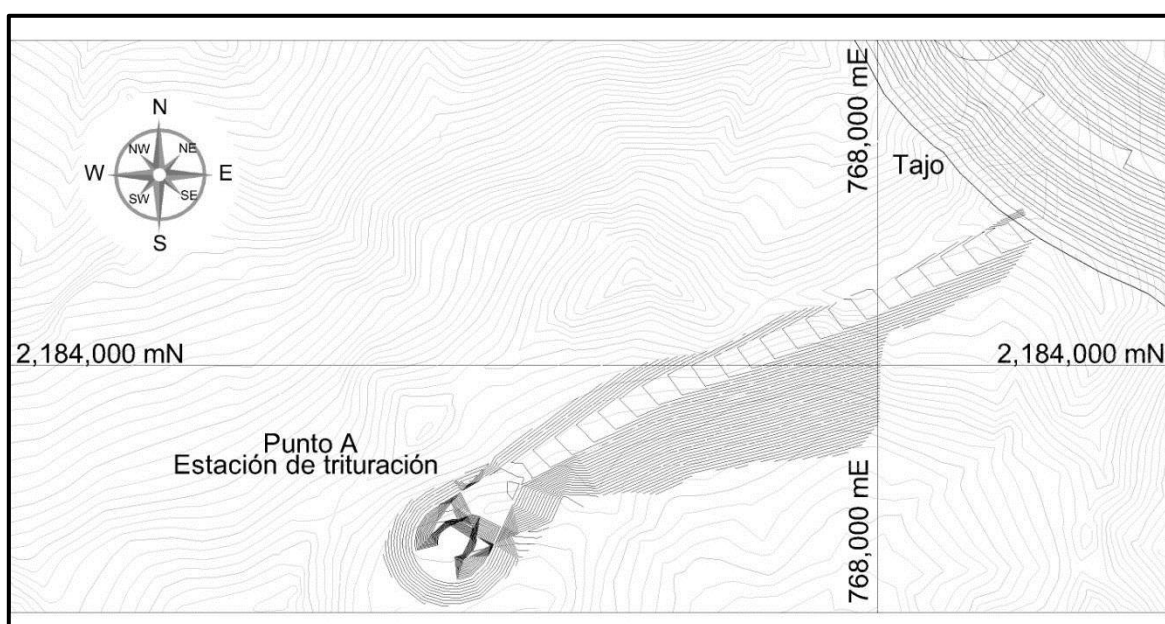 N
NW NE
W E
SW SE
S
768,000 mE
Tajo
2,184,000 mN
2,184,000 mN
Punto A
Estación de trituración
768,000 mE